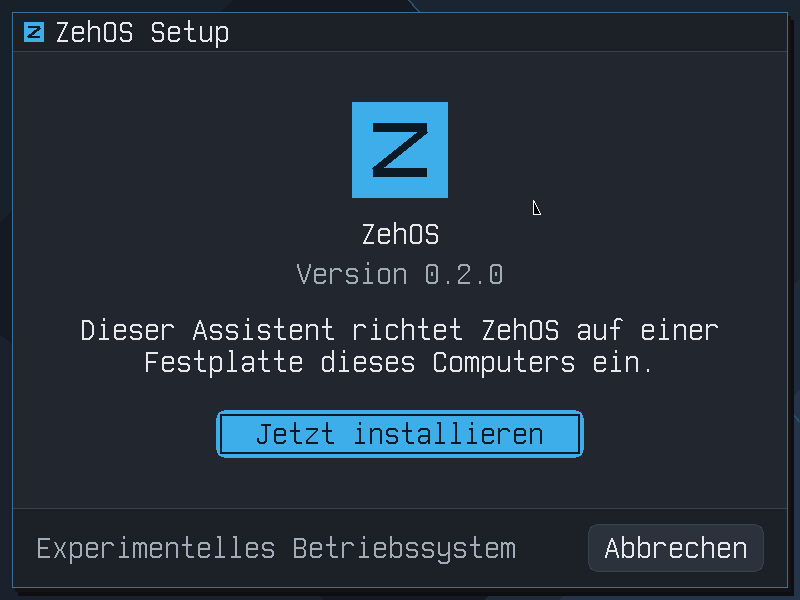 Z ZehOS Setup
Z
ZehOS
Version 0.2.0
Dieser Assistent richtet ZehOS auf einer
Festplatte dieses Computers ein.
Jetzt installieren
Experimentelles Betriebssystem
Abbrechen